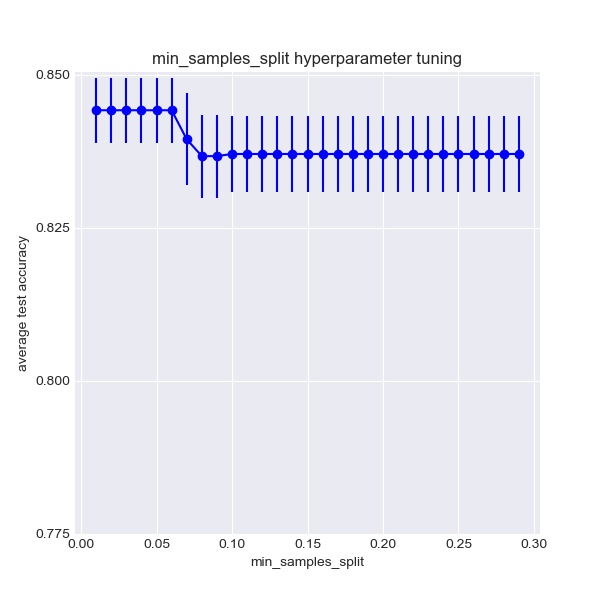 min_samples_split hyperparameter tuning
0.850
0.825
0.800
0.775
average test accuracy
0.00 0.05 0.10 0.15 0.20 0.25 0.30
min_samples_split